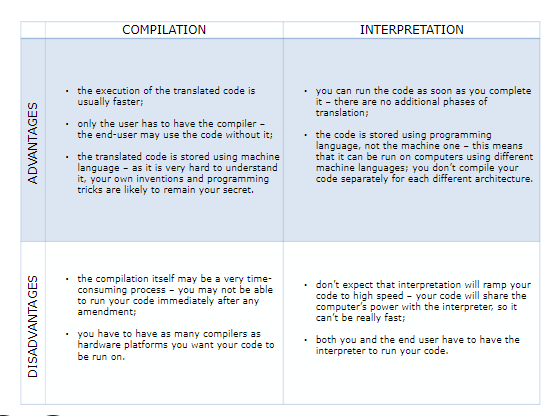 COMPILATION
INTERPRETATION
ADVANTAGES
• the execution of the translated code is
usually faster;
• only the user has to have the compiler –
the end-user may use the code without it;
• the translated code is stored using machine
language – as it is very hard to understand
it, your own inventions and programming
tricks are likely to remain your secret.
• you can run the code as soon as you complete
it – there are no additional phases of
translation;
• the code is stored using programming
language, not the machine one – this means
that it can be run on computers using different
machine languages; you don't compile your
code separately for each different architecture.
DISADVANTAGES
• the compilation itself may be a very time-
consuming process – you may not be able
to run your code immediately after any
amendment;
• you have to have as many compilers as
hardware platforms you want your code to
be run on.
• don't expect that interpretation will ramp your
code to high speed – your code will share the
computer's power with the interpreter, so it
can't be really fast;
• both you and the end user have to have the
interpreter to run your code.